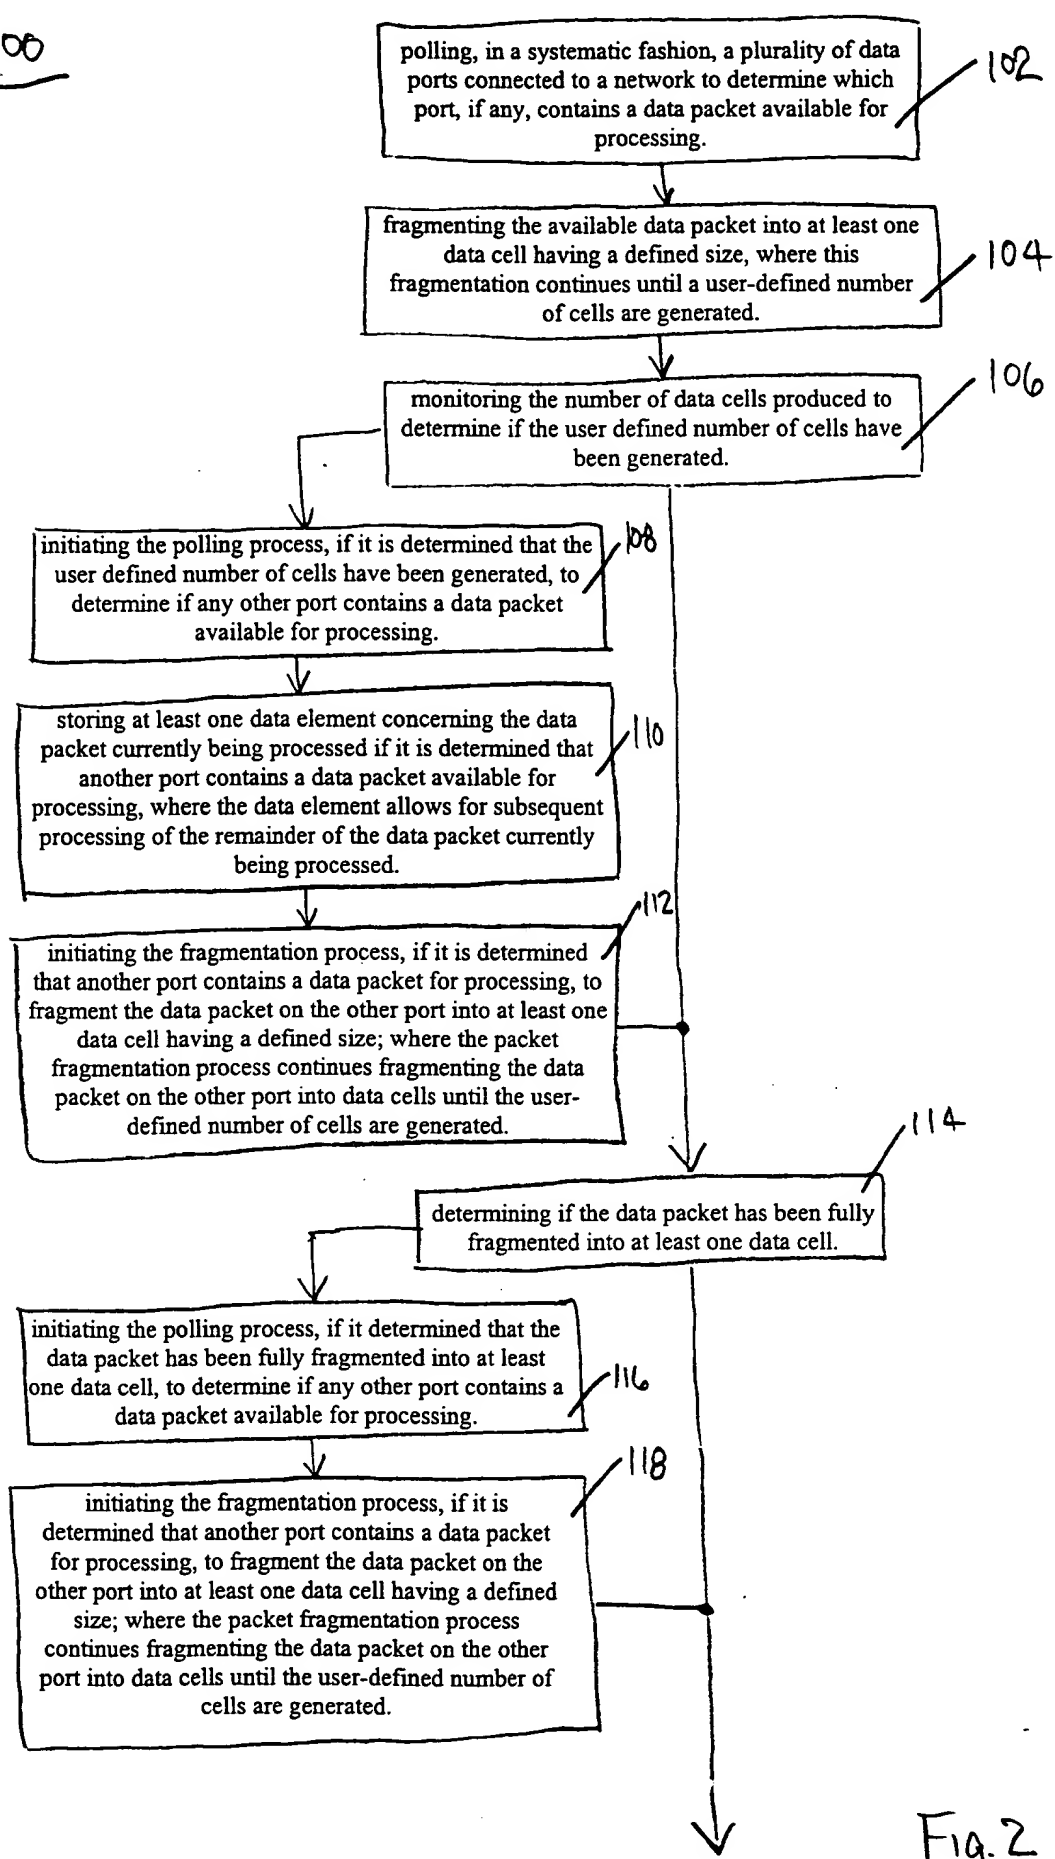 00
polling, in a systematic fashion, a plurality of data
ports connected to a network to determine which
port, if any, contains a data packet available for
processing.
102
fragmenting the available data packet into at least one
data cell having a defined size, where this
fragmentation continues until a user-defined number
of cells are generated.
104
monitoring the number of data cells produced to
determine if the user defined number of cells have
been generated.
106
initiating the polling process, if it is determined that the
user defined number of cells have been generated, to
determine if any other port contains a data packet
available for processing.
108
storing at least one data element concerning the data
packet currently being processed if it is determined that
another port contains a data packet available for
processing, where the data element allows for subsequent
processing of the remainder of the data packet currently
being processed.
110
initiating the fragmentation process, if it is determined
that another port contains a data packet for processing, to
fragment the data packet on the other port into at least one
data cell having a defined size; where the packet
fragmentation process continues fragmenting the data
packet on the other port into data cells until the user-
defined number of cells are generated.
112
determining if the data packet has been fully
fragmented into at least one data cell.
114
initiating the polling process, if it determined that the
data packet has been fully fragmented into at least
one data cell, to determine if any other port contains a
data packet available for processing.
116
initiating the fragmentation process, if it is
determined that another port contains a data packet
for processing, to fragment the data packet on the
other port into at least one data cell having a defined
size; where the packet fragmentation process
continues fragmenting the data packet on the other
port into data cells until the user-defined number of
cells are generated.
118
Fig. 2